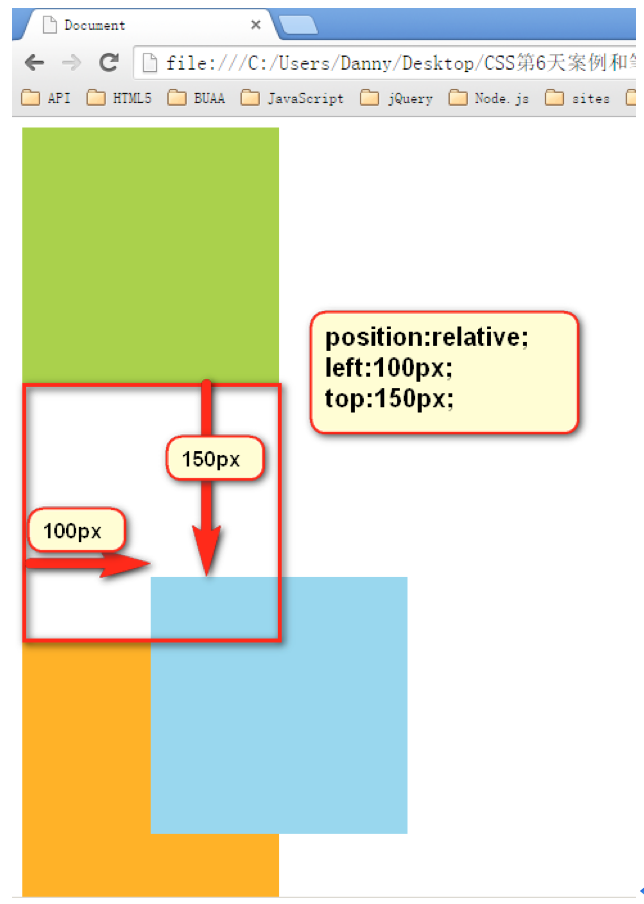 Document
file:///C:/Users/Danny/Desktop/CSS第6天案例和
API HTML5 BUAA JavaScript jQuery Node.js sites
position:relative;
left:100px;
top:150px;
150px
100px